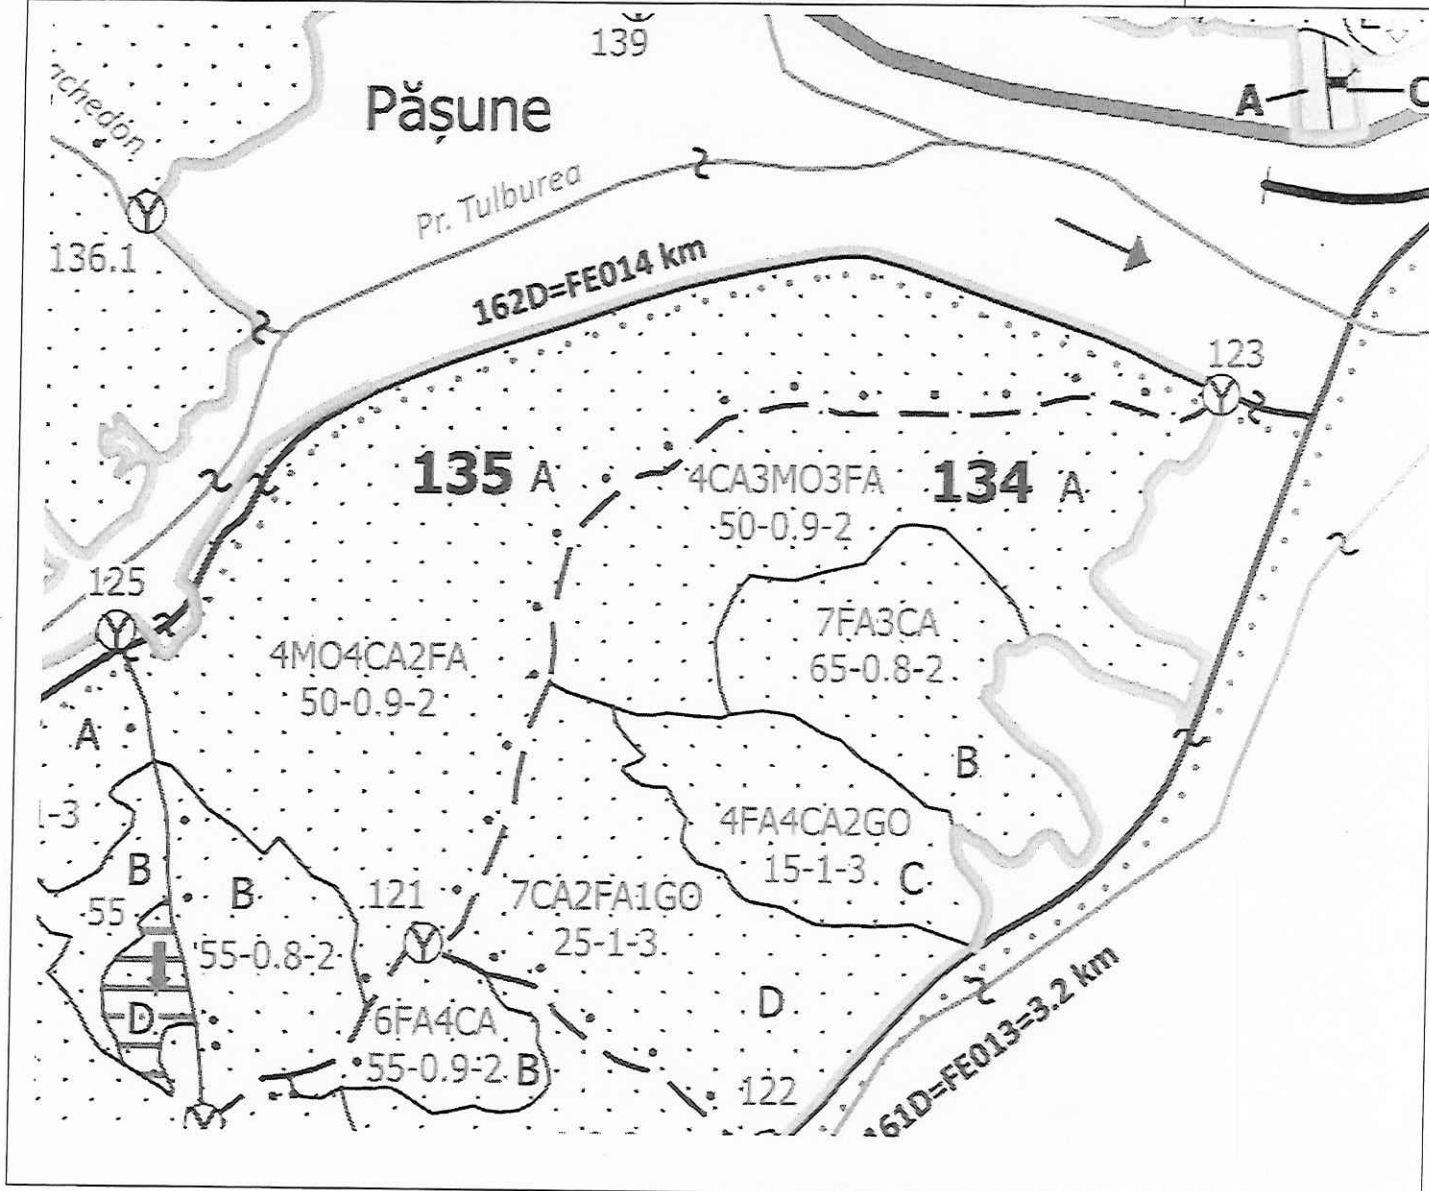 139
Pășune
A
C
Pr. Tulburea
136.1
162D=FE014 km
123
135 A
4CA3MO3FA
50-0.9-2
134 A
125
7FA3CA
65-0.8-2
4MO4CA2FA
50-0.9-2
A
B
4FA4CA2GO
15-1-3
C
B
55
B
121
7CA2FA1GO
25-1-3
55-0.8-2
D
D
6FA4CA
55-0.9-2 B
122
61D=FE013=3.2 km